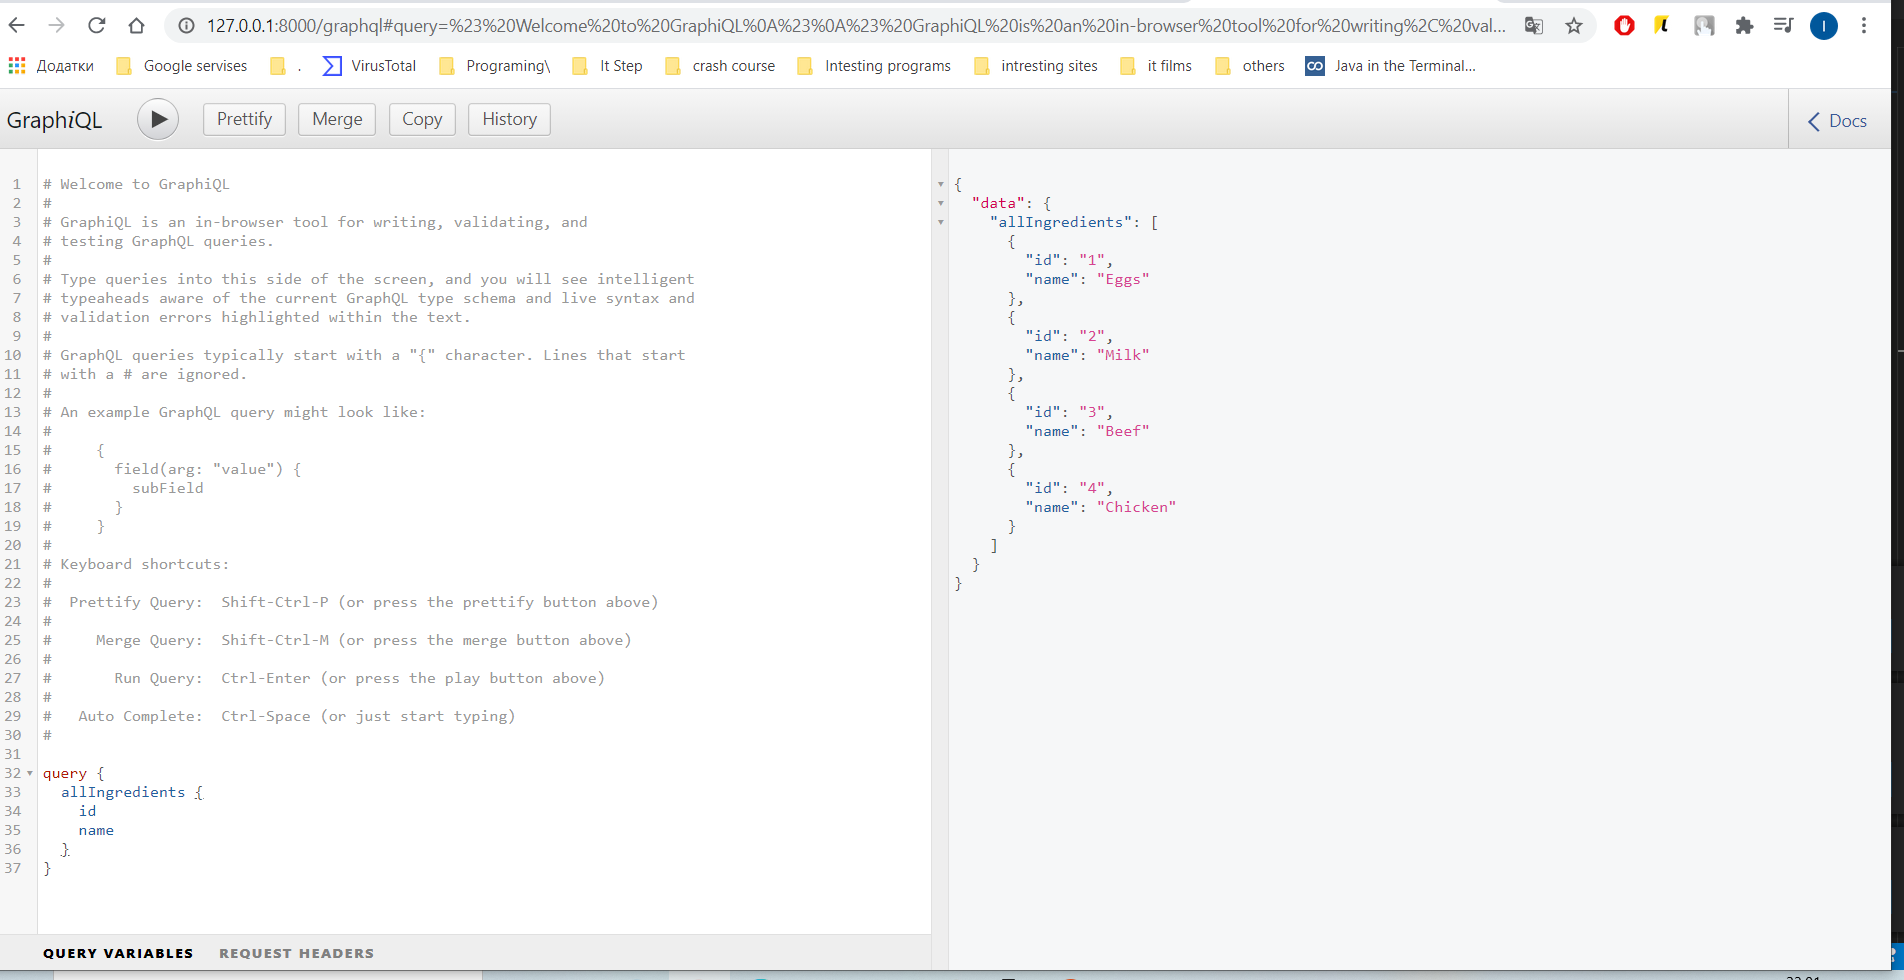 127.0.0.1:8000/graphql#query=%23%20Welcome%20to%20GraphiQL%0A%23%0A%23%20GraphiQL%20is%20an%20in-browser%20tool%20for%20writing%2C%20val...
Додатки Google servises . VirusTotal Programing\ It Step crash course Intesting programs intresting sites it films others Java in the Terminal...
GraphiQL Prettify Merge Copy History Docs
1 # Welcome to GraphiQL
2 #
3 # GraphiQL is an in-browser tool for writing, validating, and
4 # testing GraphQL queries.
5 #
6 # Type queries into this side of the screen, and you will see intelligent
7 # typeaheads aware of the current GraphQL type schema and live syntax and
8 # validation errors highlighted within the text.
9 #
10 # GraphQL queries typically start with a "{" character. Lines that start
11 # with a # are ignored.
12 #
13 # An example GraphQL query might look like:
14 #
15 #     {
16 #       field(arg: "value") {
17 #         subField
18 #       }
19 #     }
20 #
21 # Keyboard shortcuts:
22 #
23 #  Prettify Query:  Shift-Ctrl-P (or press the prettify button above)
24 #
25 #     Merge Query:  Shift-Ctrl-M (or press the merge button above)
26 #
27 #       Run Query:  Ctrl-Enter (or press the play button above)
28 #
29 #   Auto Complete:  Ctrl-Space (or just start typing)
30 #
31
32 query {
33   allIngredients {
34     id
35     name
36   }
37 }
QUERY VARIABLES REQUEST HEADERS
{
  "data": {
    "allIngredients": [
      {
        "id": "1",
        "name": "Eggs"
      },
      {
        "id": "2",
        "name": "Milk"
      },
      {
        "id": "3",
        "name": "Beef"
      },
      {
        "id": "4",
        "name": "Chicken"
      }
    ]
  }
}